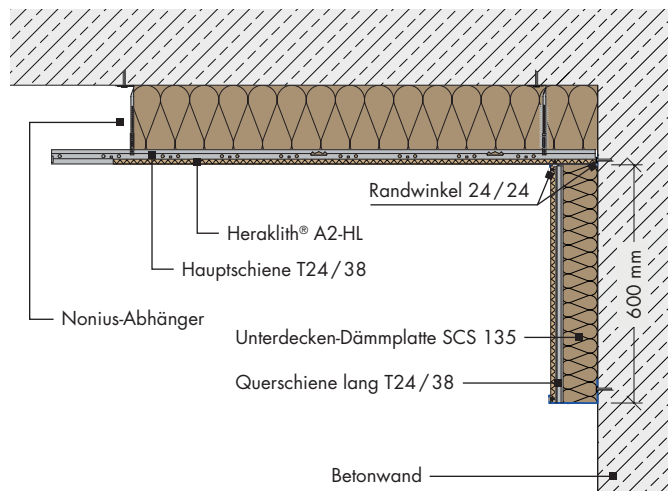 Randwinkel 24/24
Heraklith® A2-HL
Hauptschiene T24/38
Nonius-Abhänger
600 mm
Unterdecken-Dämmplatte SCS 135
Querschiene lang T24/38
Betonwand